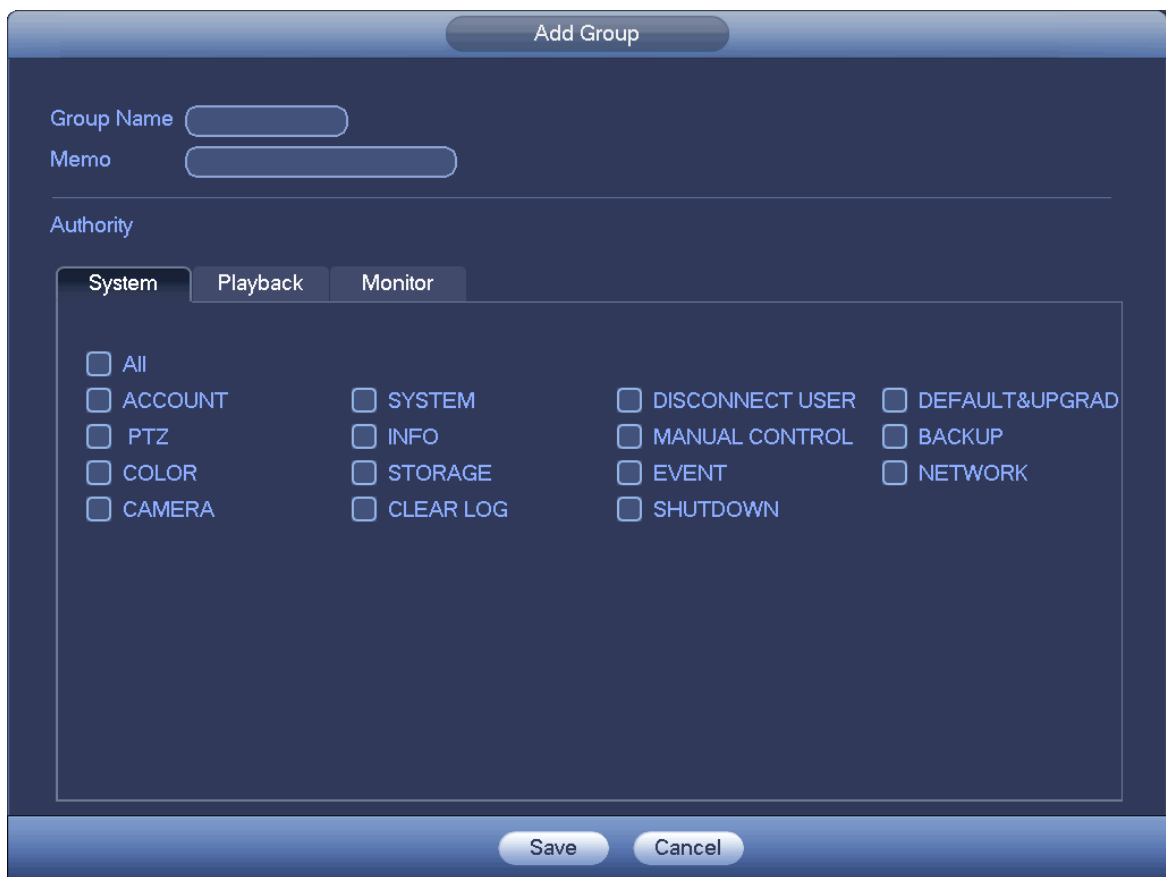 Add Group
Group Name
Memo
Authority
System Playback Monitor
All
ACCOUNT SYSTEM DISCONNECT USER DEFAULT&UPGRAD
PTZ INFO MANUAL CONTROL BACKUP
COLOR STORAGE EVENT NETWORK
CAMERA CLEAR LOG SHUTDOWN
Save Cancel